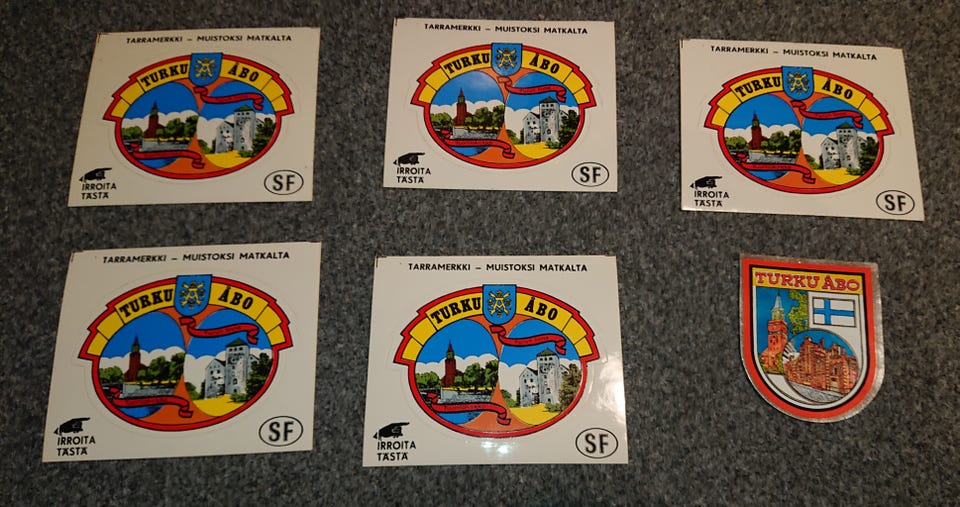 TARRAMERKKI – MUISTOKSI MATKALTA
TURKU ÅBO
IRROITA
TÄSTÄ
SF
TARRAMERKKI – MUISTOKSI MATKALTA
TURKU ÅBO
IRROITA
TÄSTÄ
SF
TARRAMERKKI – MUISTOKSI MATKALTA
TURKU ÅBO
IRROITA
TÄSTÄ
SF
TARRAMERKKI – MUISTOKSI MATKALTA
TURKU ÅBO
IRROITA
TÄSTÄ
SF
TARRAMERKKI – MUISTOKSI MATKALTA
TURKU ÅBO
IRROITA
TÄSTÄ
SF
TURKU ÅBO